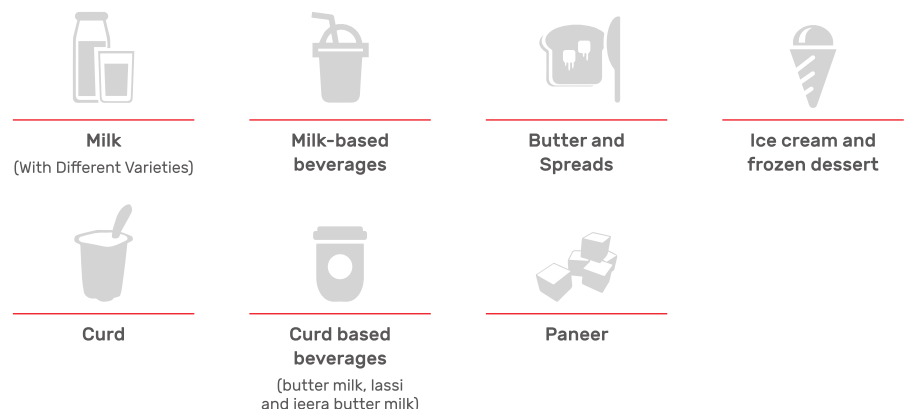 Milk
(With Different Varieties)
Milk-based
beverages
Butter and
Spreads
Ice cream and
frozen dessert
Curd
Curd based
beverages
(butter milk, lassi
and jeera butter milk)
Paneer